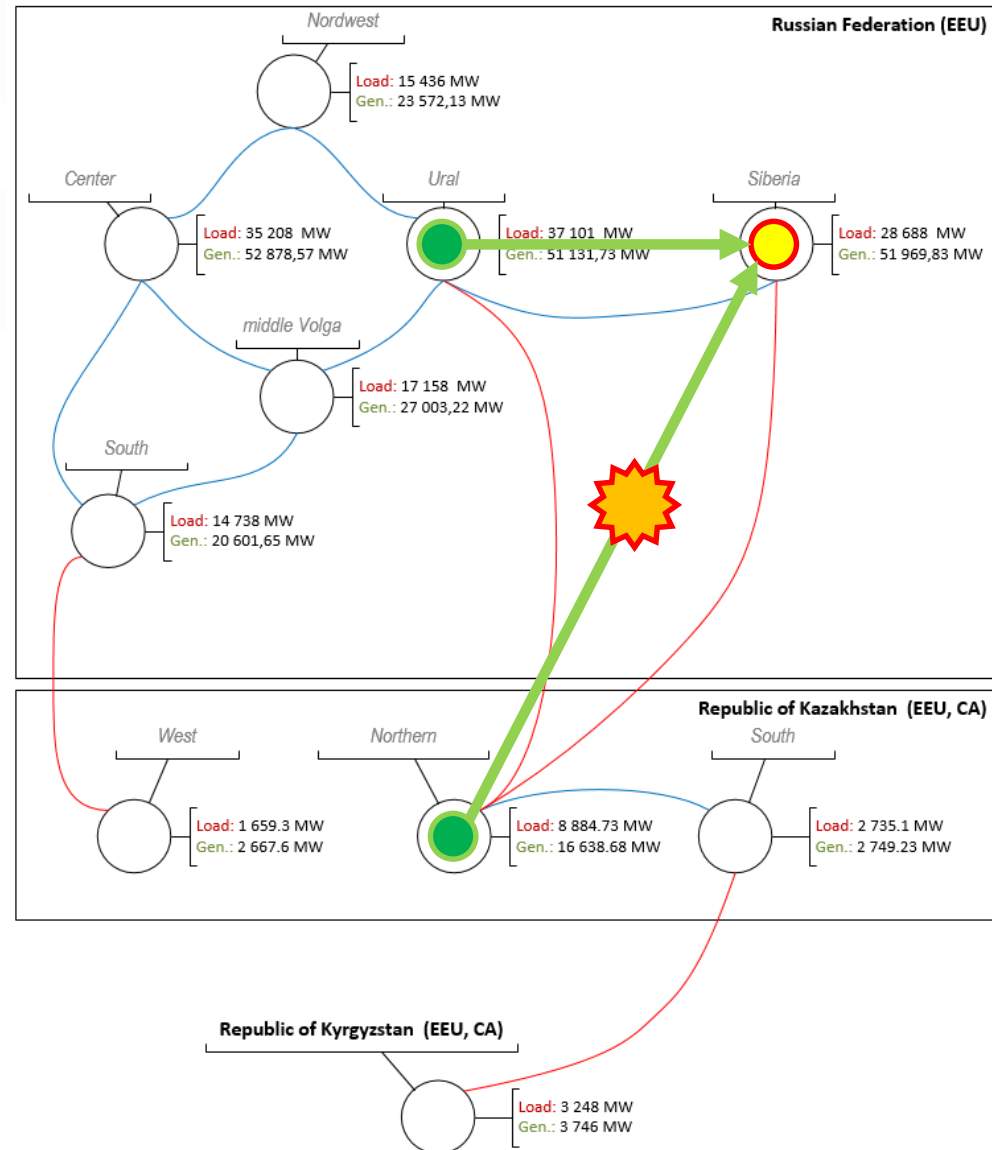 Russian Federation (EEU)
Nordwest
Load: 15 436 MW
Gen.: 23 572,13 MW
Center
Load: 35 208 MW
Gen.: 52 878,57 MW
Ural
Load: 37 101 MW
Gen.: 51 131,73 MW
Siberia
Load: 28 688 MW
Gen.: 51 969,83 MW
middle Volga
Load: 17 158 MW
Gen.: 27 003,22 MW
South
Load: 14 738 MW
Gen.: 20 601,65 MW
Republic of Kazakhstan (EEU, CA)
West
Load: 1 659.3 MW
Gen.: 2 667.6 MW
Northern
Load: 8 884.73 MW
Gen.: 16 638.68 MW
South
Load: 2 735.1 MW
Gen.: 2 749.23 MW
Republic of Kyrgyzstan (EEU, CA)
Load: 3 248 MW
Gen.: 3 746 MW